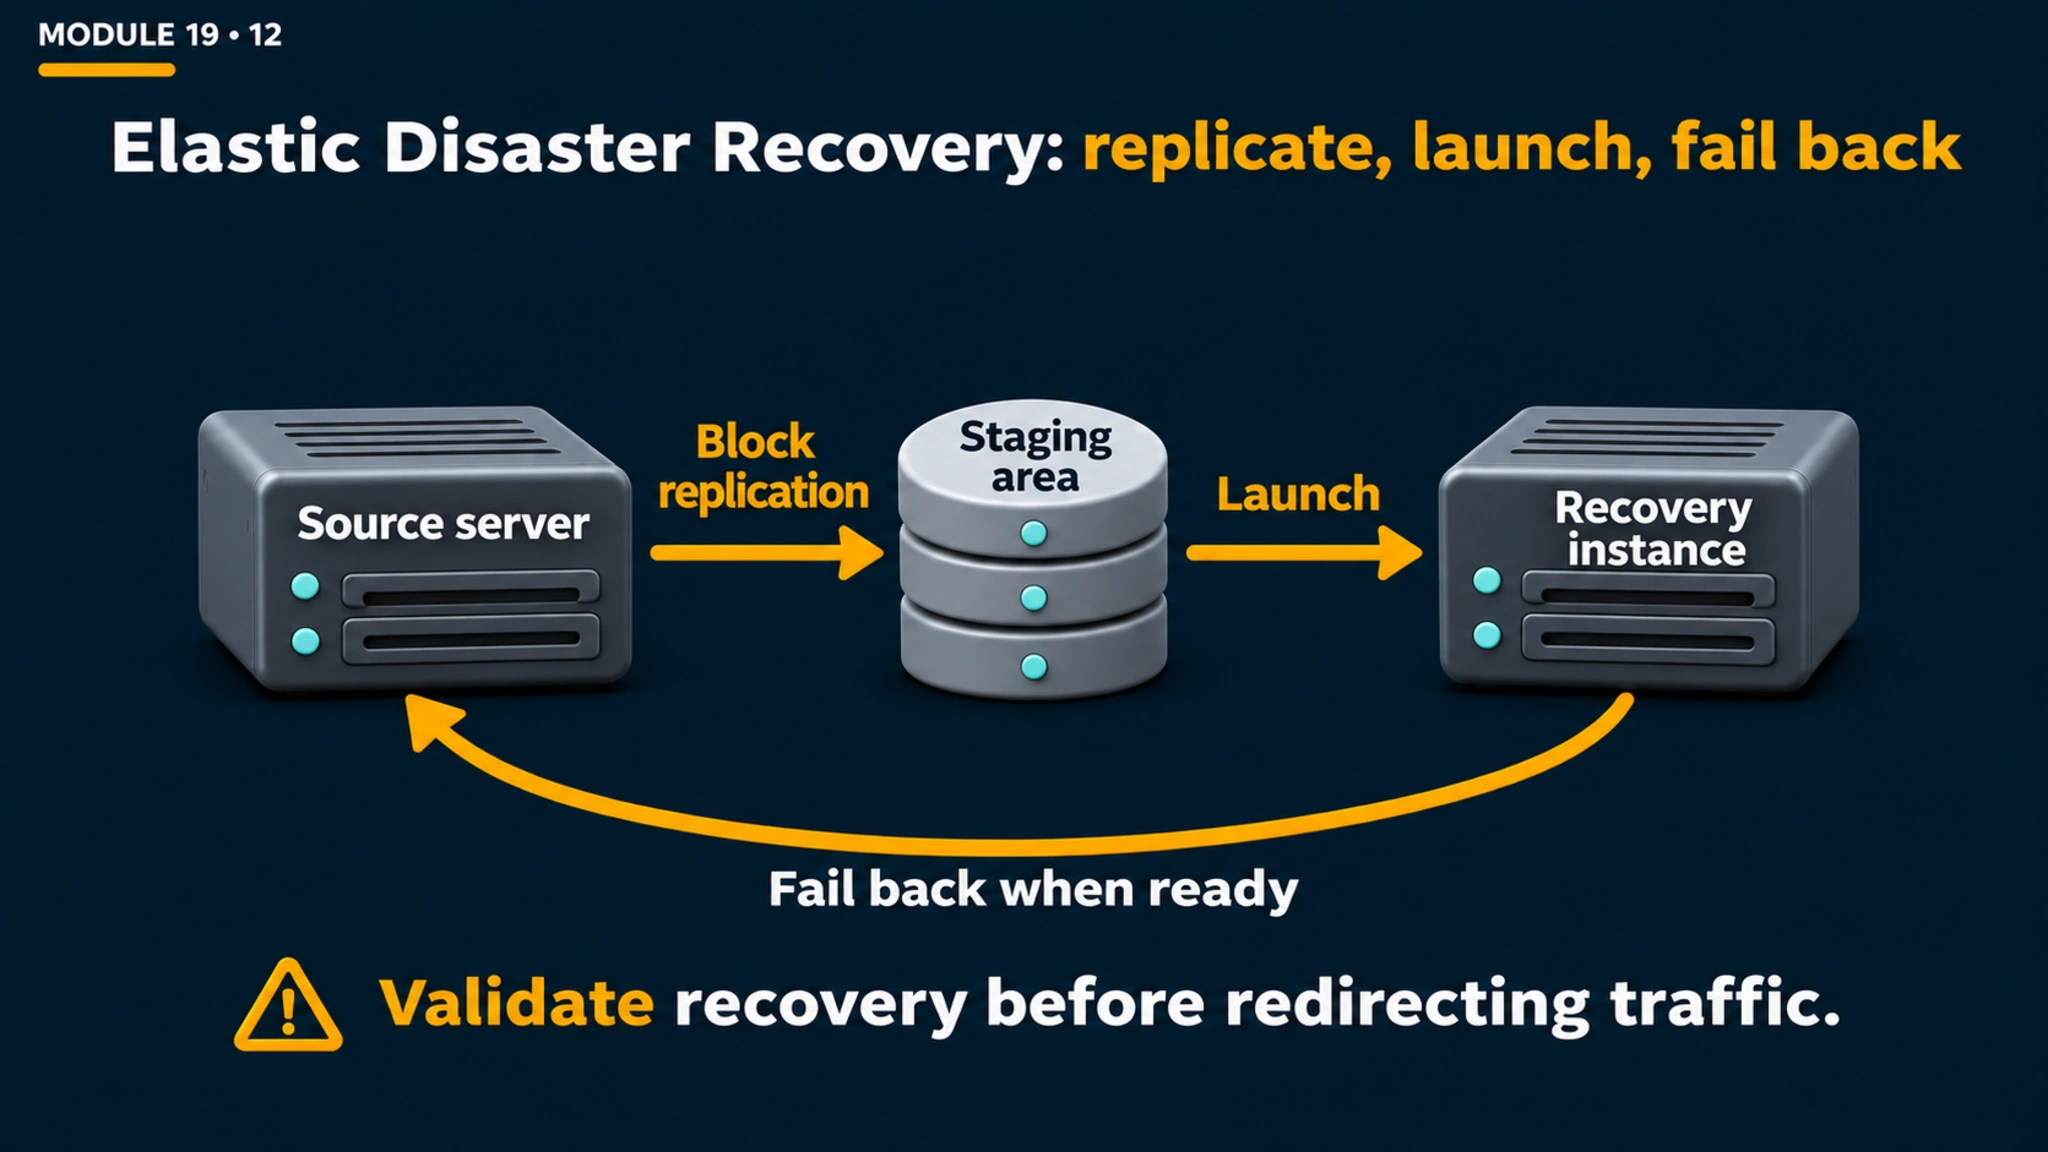 MODULE 19 • 12
Elastic Disaster Recovery: replicate, launch, fail back
Source server
Block
replication
Staging
area
Launch
Recovery
instance
Fail back when ready
Validate recovery before redirecting traffic.